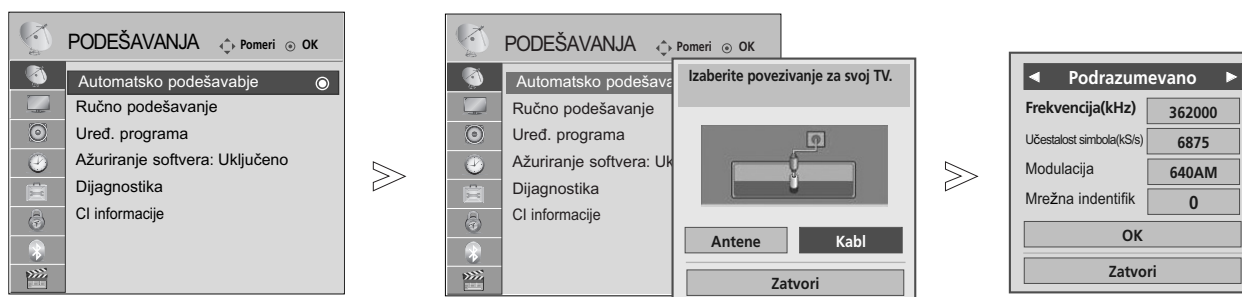 PODEŠAVANJA Pomeri OK
Automatsko podešavabje
Ručno podešavanje
Uređ. programa
Ažuriranje softvera: Uključeno
Dijagnostika
CI informacije
PODEŠAVANJA Pomeri OK
Automatsko podešava
Ručno podešavanje
Uređ. programa
Ažuriranje softvera: Uk
Dijagnostika
CI informacije
Izaberite povezivanje za svoj TV.
Antene Kabl
Zatvori
Podrazumevano
Frekvencija(kHz) 362000
Učestalost simbola(kS/s) 6875
Modulacija 640AM
Mrežna indentifik 0
OK
Zatvori